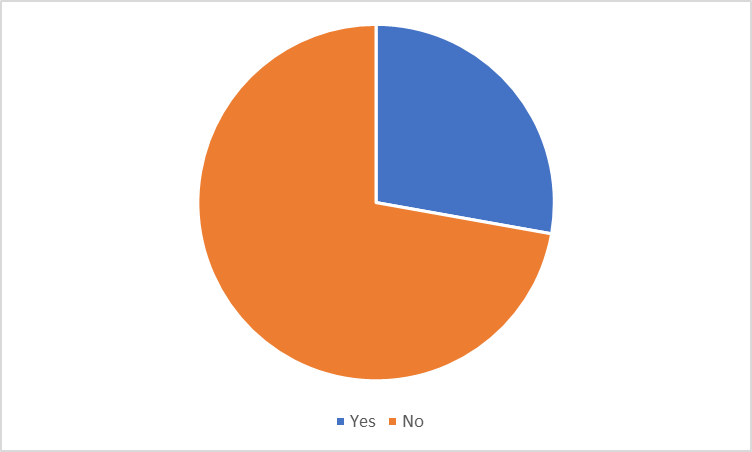 Yes No